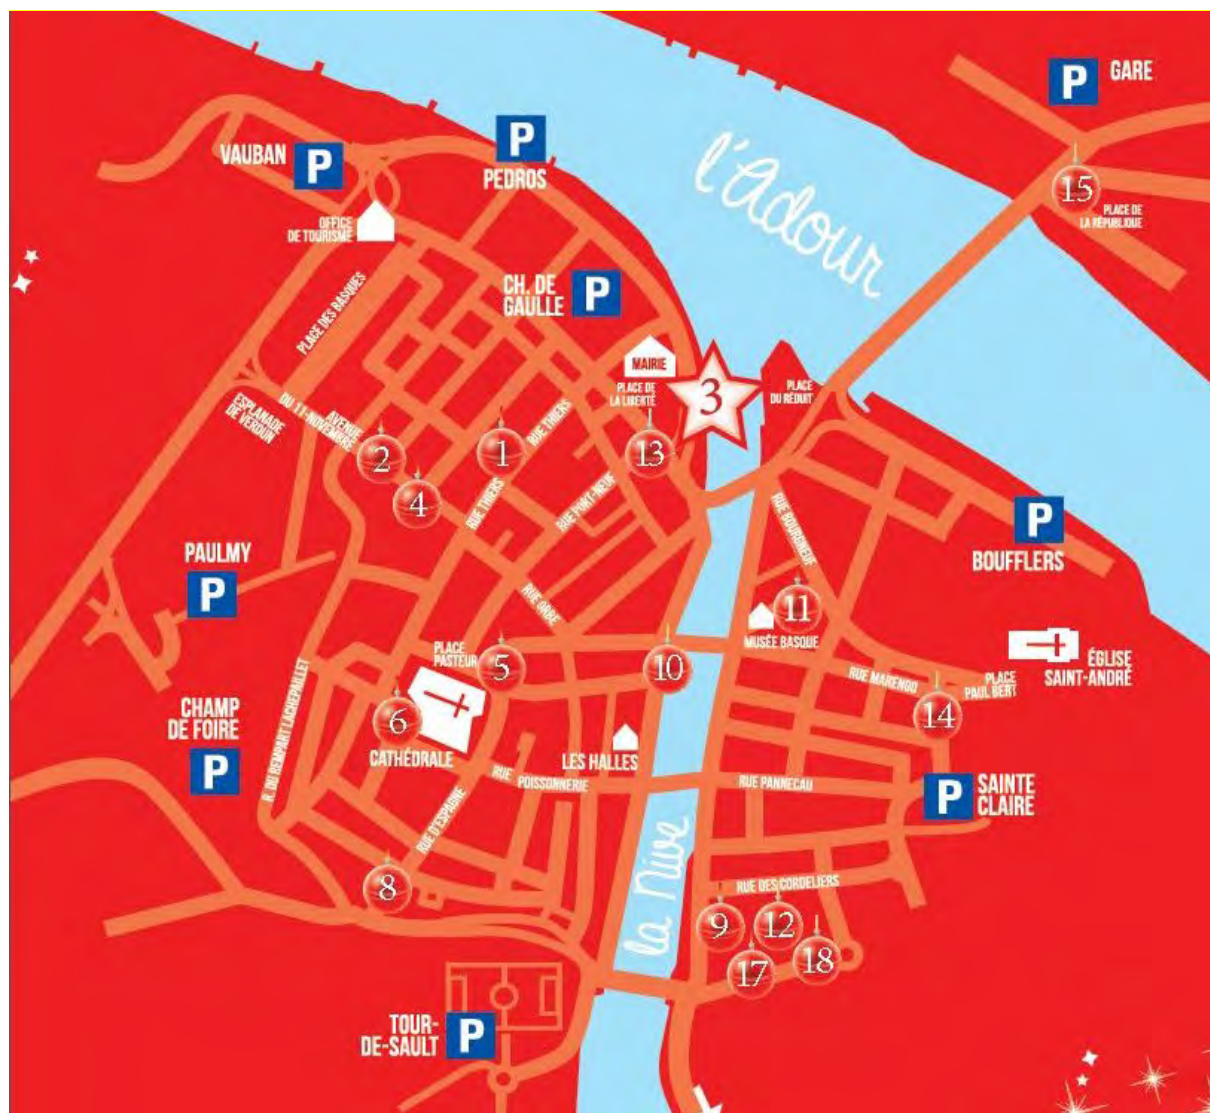 P
GARE
VAUBAN
P
P
PEDROS
l'Adour
15
PLACE DE
LA RÉPUBLIQUE
OFFICE
DE TOURISME
CH. DE
GAULLE
P
PLACE DES BASQUES
MAIRIE
PLACE DE
LA LIBERTÉ
3
PLACE
DU RÉDUIT
ESPLANADE
DE VERDUN
AVENUE
DU 11-NOVEMBRE
RUE THIERS
2
1
13
4
RUE THIERS
RUE PORT-NEUF
RUE BOURGNEUF
P
BOUFFLERS
PAULMY
P
RUE ORBE
11
MUSÉE BASQUE
PLACE
PASTEUR
5
10
RUE MARENGO
PLACE
PAUL BERT
ÉGLISE
SAINT-ANDRÉ
R. DU REMPART LACHEPAILLET
6
14
CHAMP
DE FOIRE
P
CATHÉDRALE
LES HALLES
RUE POISSONNERIE
RUE PANNECAU
P
SAINTE
CLAIRE
RUE D'ESPAGNE
la Nive
8
RUE DES CORDELIERS
9
12
17
18
TOUR-
DE-SAULT
P